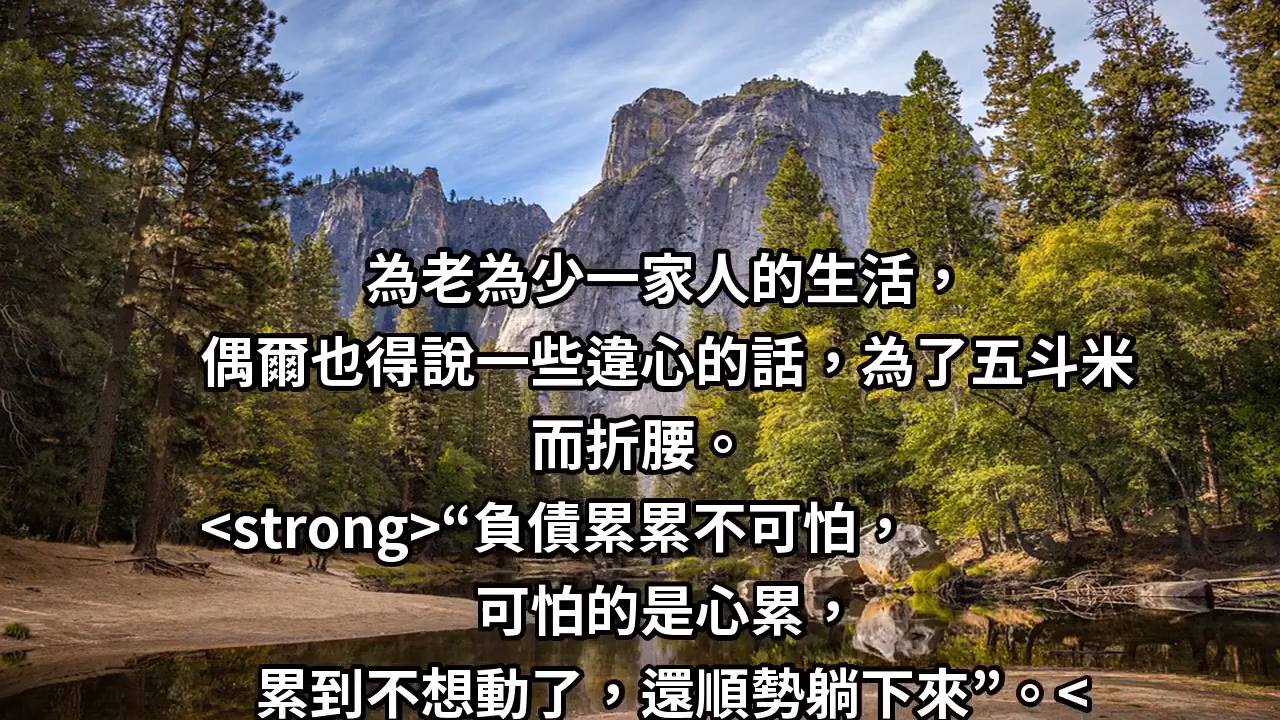 為老為少一家人的生活，
偶爾也得說一些違心的話，為了五斗米
而折腰。
<strong>“負債累累不可怕，
可怕的是心累，
累到不想動了，還順勢躺下來”。<